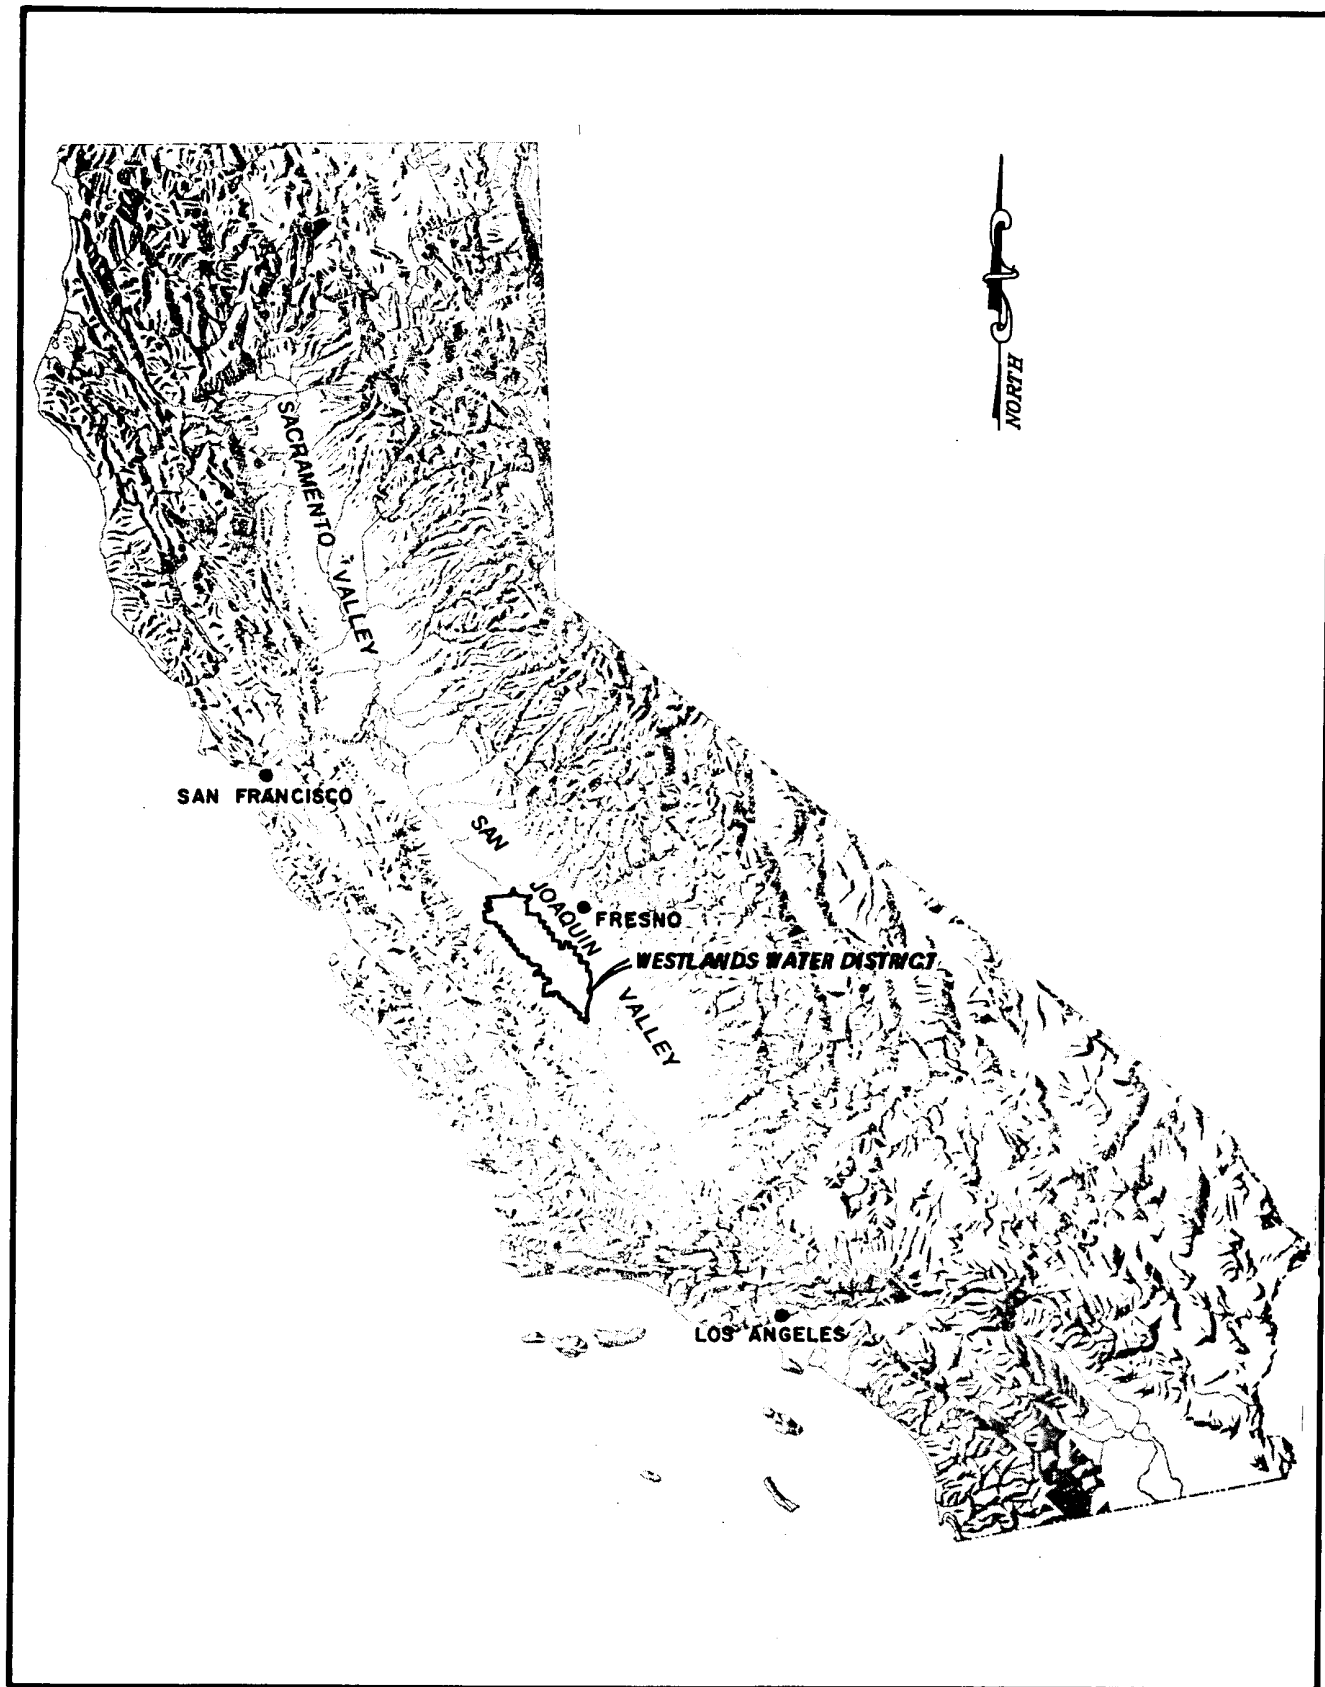 NORTH
SACRAMENTO VALLEY
SAN FRANCISCO
SAN JOAQUIN VALLEY
FRESNO
WESTLANDS WATER DISTRICT
LOS ANGELES